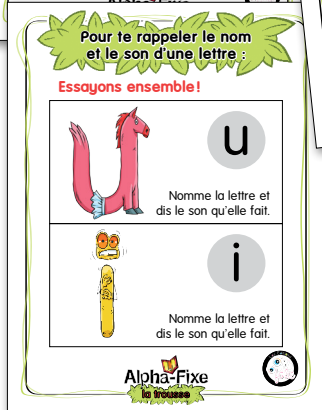 Pour te rappeler le nom
et le son d'une lettre :
Essayons ensemble!
u
Nomme la lettre et
dis le son qu'elle fait.
i
Nomme la lettre et
dis le son qu'elle fait.
Alpha-Fixe
la trousse